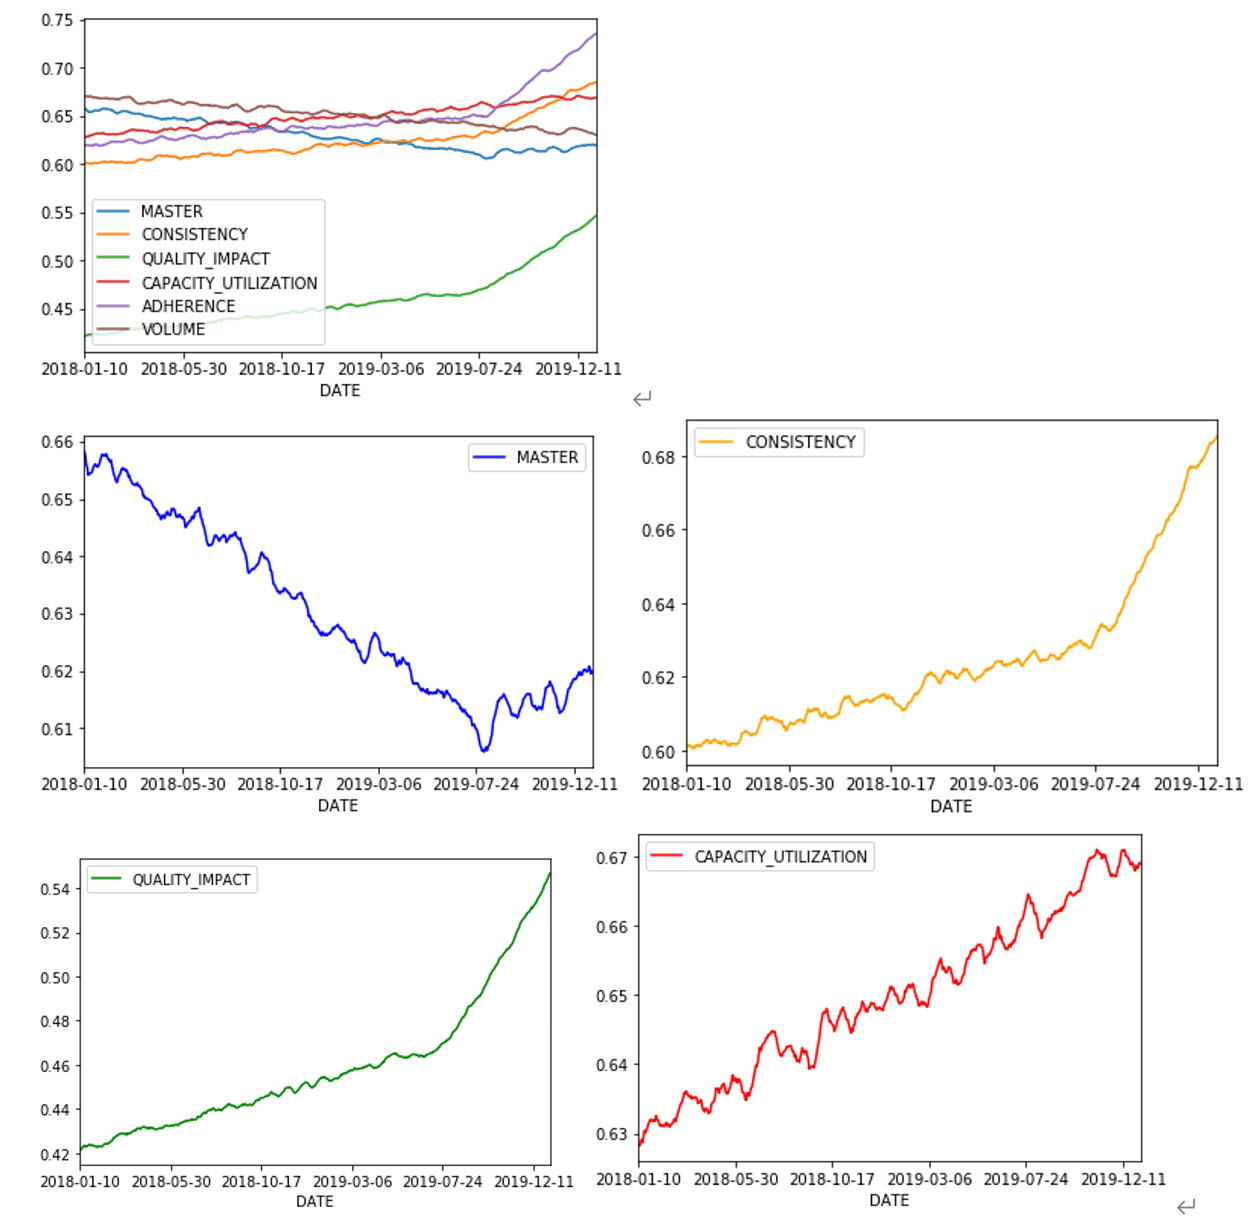 0.75
0.70
0.65
0.60
0.55
0.50
0.45
MASTER
CONSISTENCY
QUALITY_IMPACT
CAPACITY_UTILIZATION
ADHERENCE
VOLUME
2018-01-10 2018-05-30 2018-10-17 2019-03-06 2019-07-24 2019-12-11
DATE
0.66
0.65
0.64
0.63
0.62
0.61
MASTER
2018-01-10 2018-05-30 2018-10-17 2019-03-06 2019-07-24 2019-12-11
DATE
0.68
0.66
0.64
0.62
0.60
CONSISTENCY
2018-01-10 2018-05-30 2018-10-17 2019-03-06 2019-07-24 2019-12-11
DATE
0.54
0.52
0.50
0.48
0.46
0.44
0.42
QUALITY_IMPACT
2018-01-10 2018-05-30 2018-10-17 2019-03-06 2019-07-24 2019-12-11
DATE
0.67
0.66
0.65
0.64
0.63
CAPACITY_UTILIZATION
2018-01-10 2018-05-30 2018-10-17 2019-03-06 2019-07-24 2019-12-11
DATE